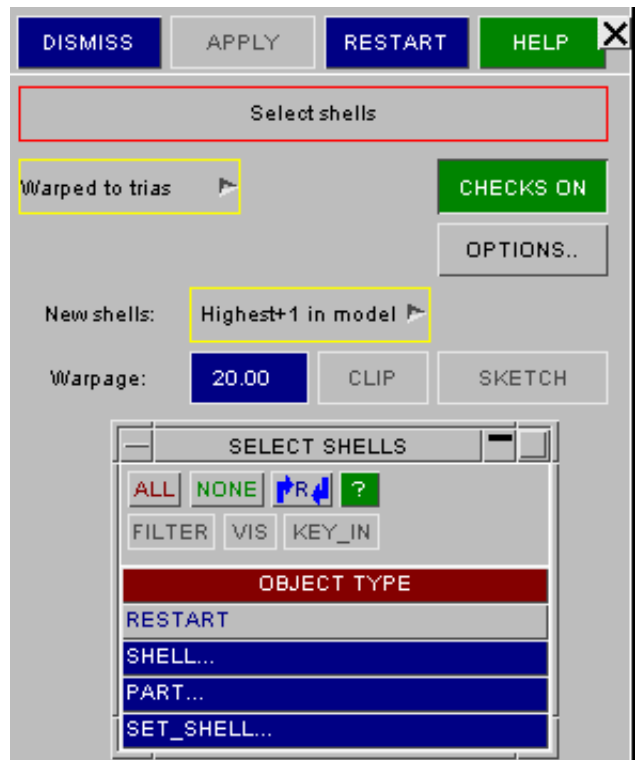 DISMISS APPLY RESTART HELP X
Select shells
Warped to trias CHECKS ON
OPTIONS..
New shells: Highest+1 in model
Warpage: 20.00 CLIP SKETCH
SELECT SHELLS
ALL NONE R ?
FILTER VIS KEY_IN
OBJECT TYPE
RESTART
SHELL...
PART...
SET_SHELL...